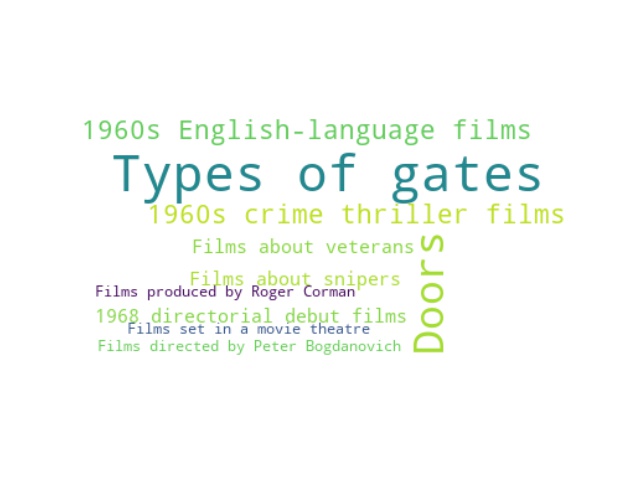 1960s English-language films
Types of gates
1960s crime thriller films
Films about veterans
Doors
Films about snipers
Films produced by Roger Corman
1968 directorial debut films
Films set in a movie theatre
Films directed by Peter Bogdanovich